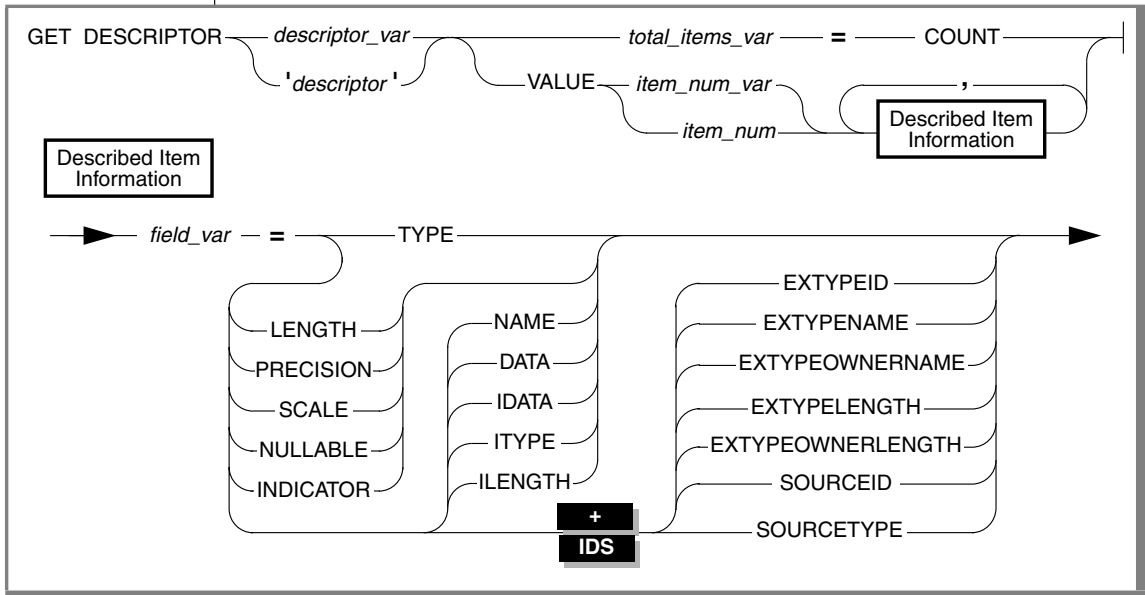 GET DESCRIPTOR descriptor_var total_items_var = COUNT
'descriptor' VALUE item_num_var ,
item_num Described Item
Information
Described Item
Information
field_var = TYPE
EXTYPEID
LENGTH NAME EXTYPENAME
PRECISION DATA EXTYPEOWNERNAME
SCALE IDATA EXTYPELENGTH
NULLABLE ITYPE EXTYPEOWNERLENGTH
INDICATOR ILENGTH SOURCEID
+ SOURCETYPE
IDS